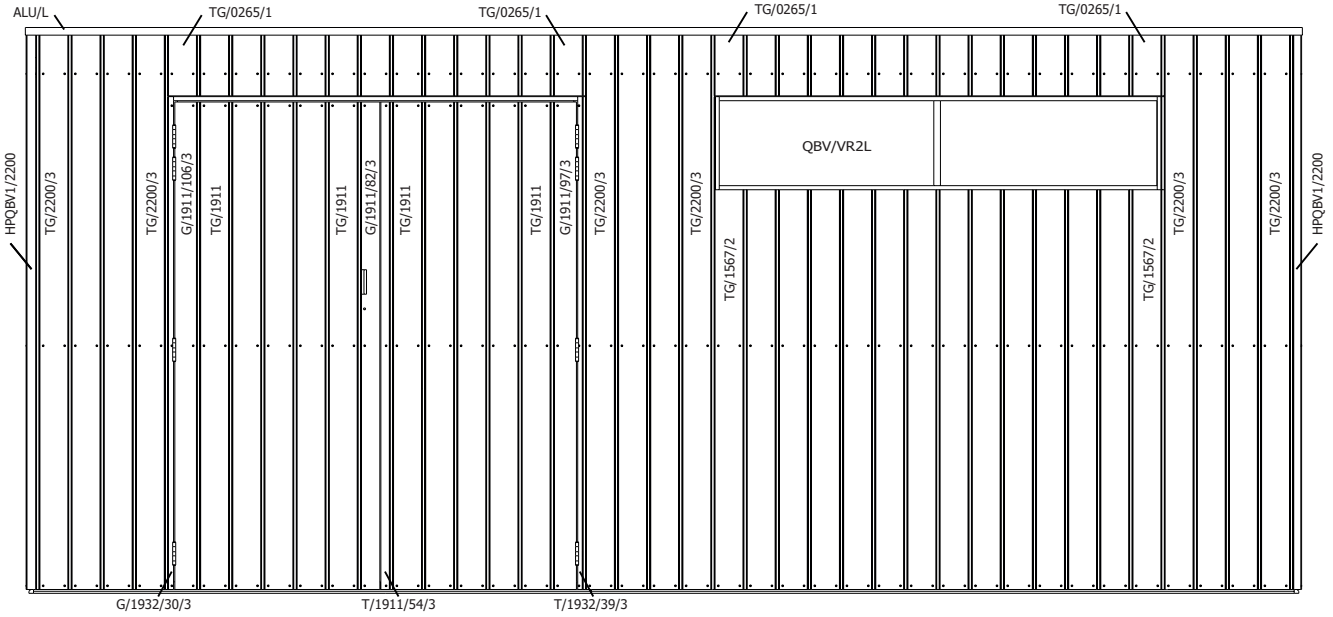 ALU/L
TG/0265/1
TG/0265/1
TG/0265/1
TG/0265/1
HPQBV1/2200
TG/2200/3
TG/2200/3
G/1911/106/3
TG/1911
TG/1911
G/1911/82/3
TG/1911
TG/1911
G/1911/97/3
TG/2200/3
TG/2200/3
TG/1567/2
QBV/VR2L
TG/1567/2
TG/2200/3
TG/2200/3
HPQBV1/2200
G/1932/30/3
T/1911/54/3
T/1932/39/3